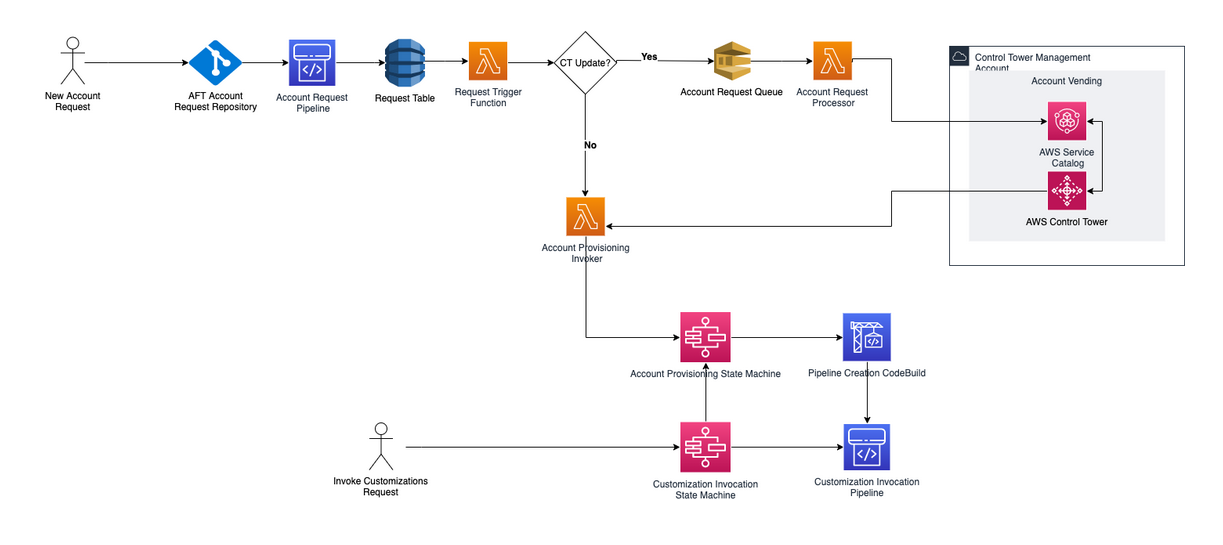 New Account
Request
AFT Account
Request Repository
Account Request
Pipeline
Request Table
Request Trigger
Function
CT Update?
Yes
No
Account Request Queue
Account Request
Processor
Control Tower Management
Account
Account Vending
AWS Service
Catalog
AWS Control Tower
Account Provisioning
Invoker
Account Provisioning State Machine
Pipeline Creation CodeBuild
Invoke Customizations
Request
Customization Invocation
State Machine
Customization Invocation
Pipeline